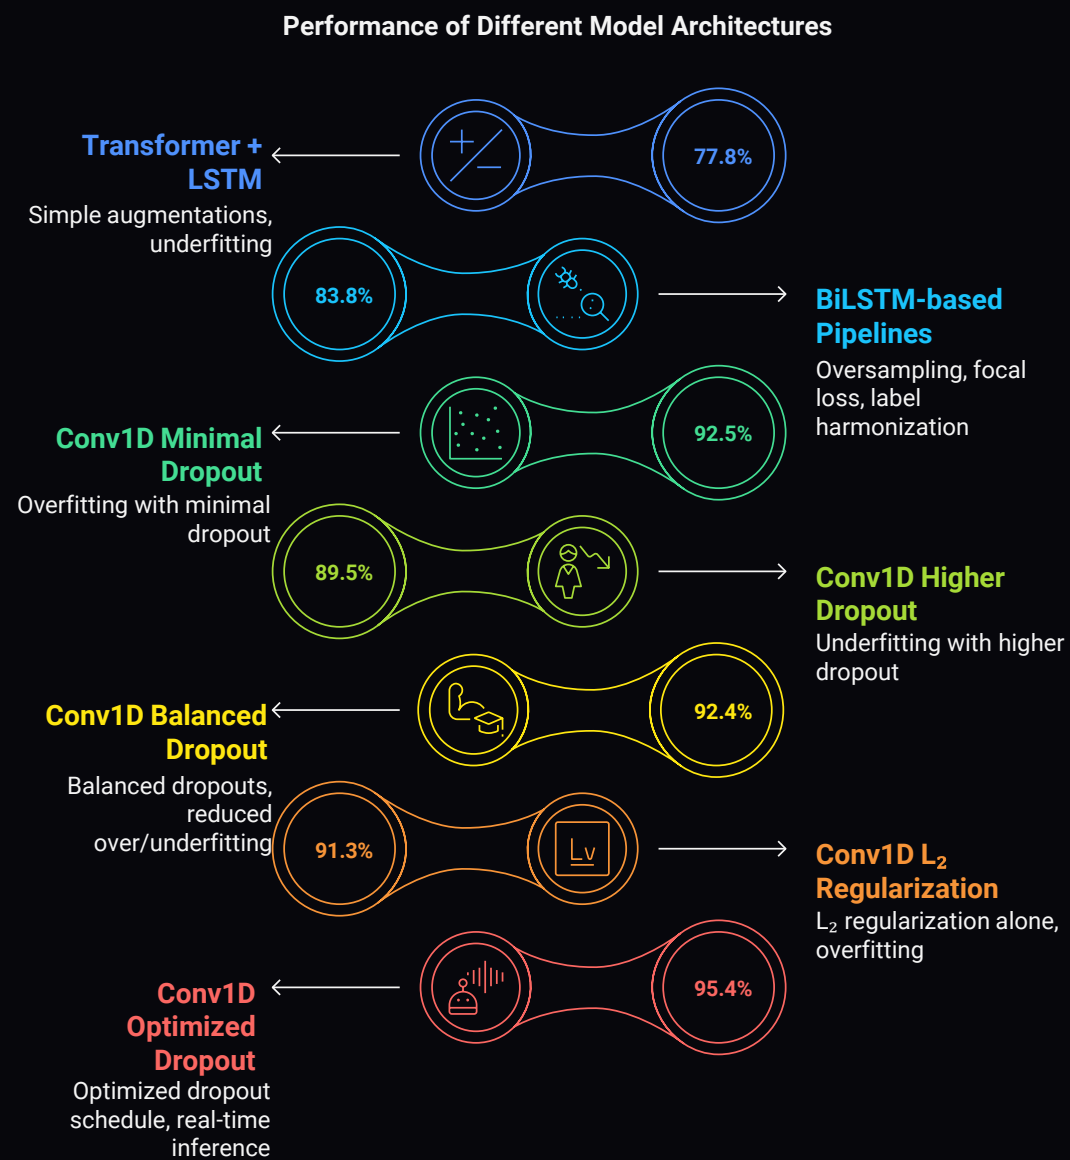 Performance of Different Model Architectures
Transformer +
LSTM
Simple augmentations,
underfitting
77.8%
83.8%
BiLSTM-based
Pipelines
Oversampling, focal
loss, label
harmonization
Conv1D Minimal
Dropout
Overfitting with minimal
dropout
92.5%
89.5%
Conv1D Higher
Dropout
Underfitting with higher
dropout
Conv1D Balanced
Dropout
Balanced dropouts,
reduced
over/underfitting
92.4%
91.3%
Lv
Conv1D L₂
Regularization
L₂ regularization alone,
overfitting
Conv1D
Optimized
Dropout
Optimized dropout
schedule, real-time
inference
95.4%